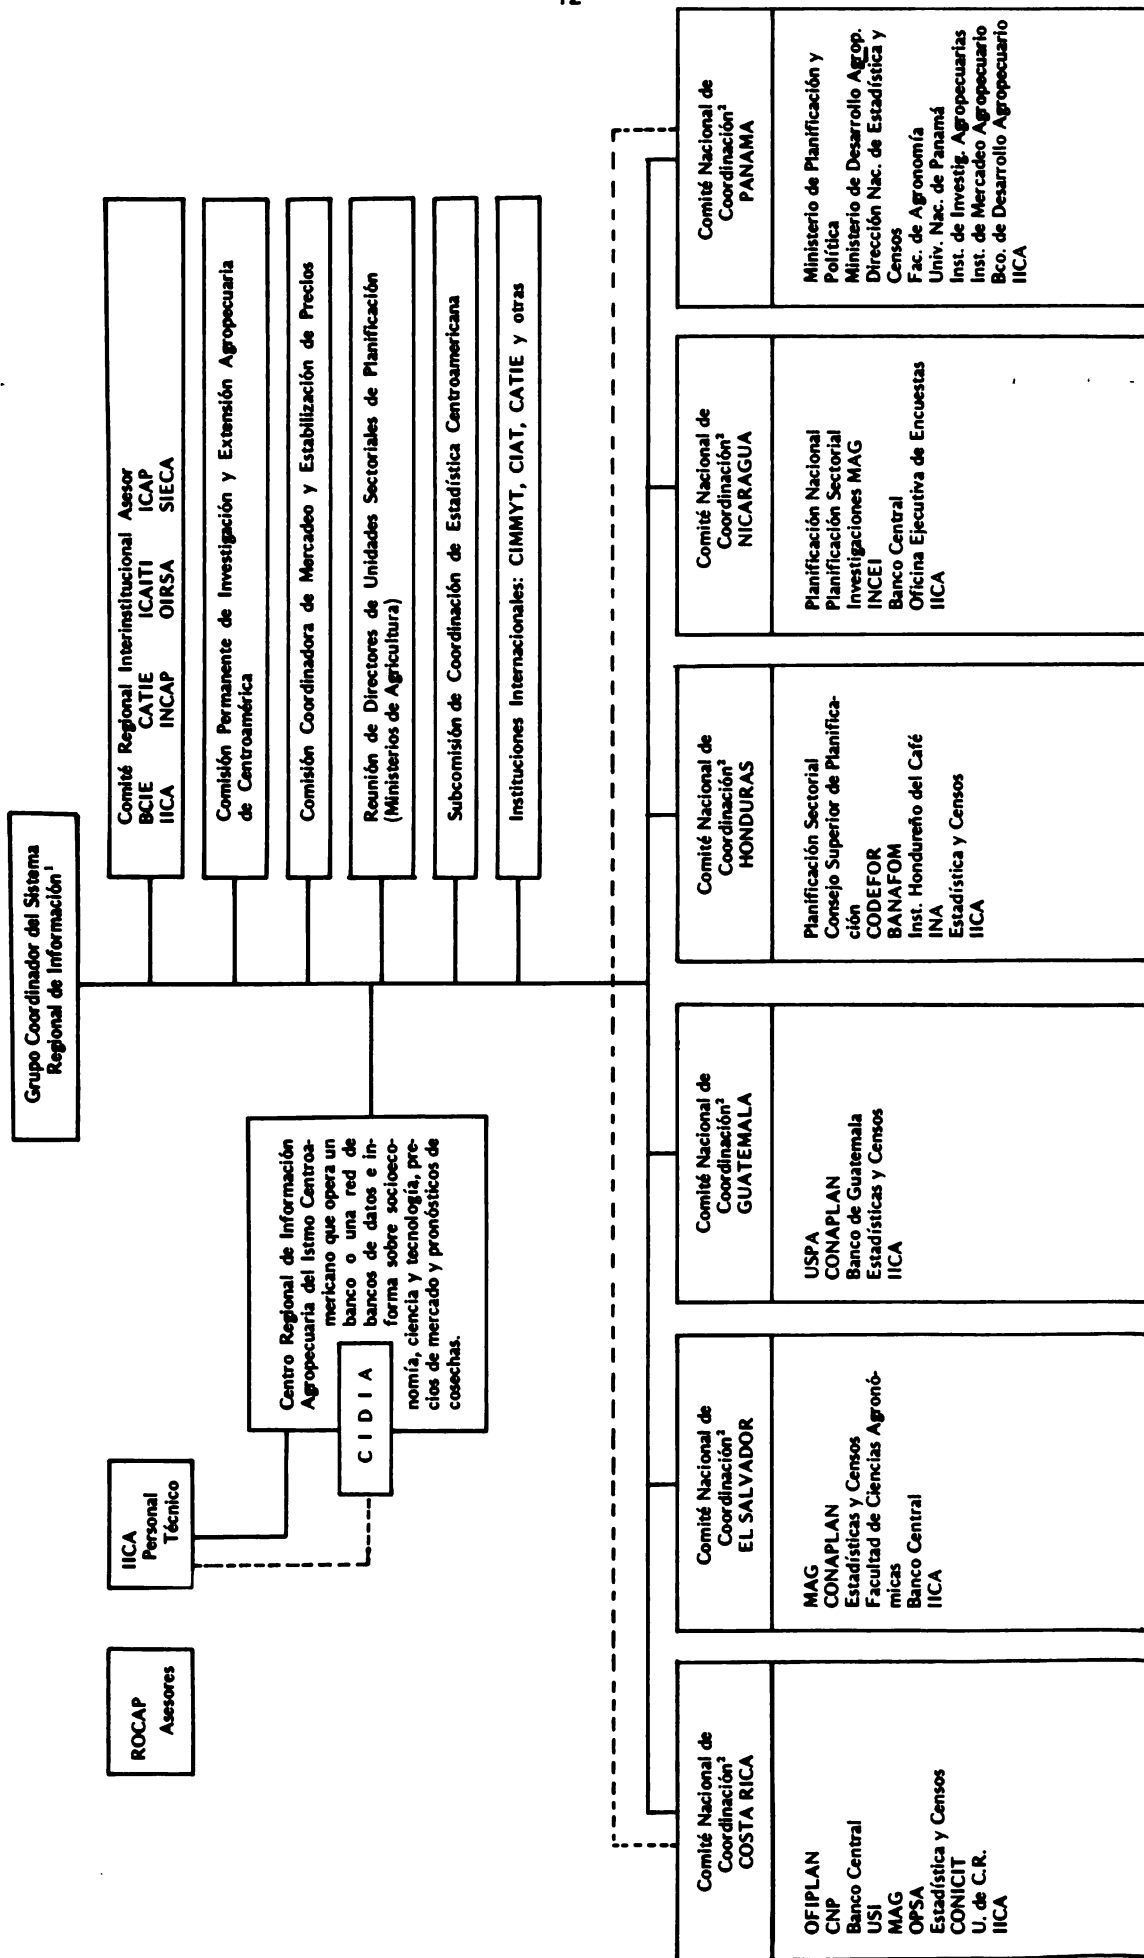 Grupo Coordinador del Sistema
Regional de Información¹
ROCAP
Asesores
IICA
Personal
Técnico
Centro Regional de Información
Agropecuaria del Istmo Centroa-
mericano que opera un
banco o una red de
bancos de datos e in-
forma sobre socioeco-
nomía, ciencia y tecnología, pre-
cios de mercado y pronósticos de
cosechas.
C I D I A
Comité Regional Interinstitucional Asesor
BCIE CATIE ICAITI ICAP
IICA INCAP OIRSA SIECA
Comisión Permanente de Investigación y Extensión Agropecuaria
de Centroamérica
Comisión Coordinadora de Mercadeo y Estabilización de Precios
Reunión de Directores de Unidades Sectoriales de Planificación
(Ministerios de Agricultura)
Subcomisión de Coordinación de Estadística Centroamericana
Instituciones Internacionales: CIMMYT, CIAT, CATIE y otras
Comité Nacional de
Coordinación²
COSTA RICA
OFIPLAN
CNP
Banco Central
USI
MAG
OPSA
Estadística y Censos
CONICIT
U. de C.R.
IICA
Comité Nacional de
Coordinación²
EL SALVADOR
MAG
CONAPLAN
Estadísticas y Censos
Facultad de Ciencias Agronó-
micas
Banco Central
IICA
Comité Nacional de
Coordinación²
GUATEMALA
USPA
CONAPLAN
Banco de Guatemala
Estadísticas y Censos
IICA
Comité Nacional de
Coordinación²
HONDURAS
Planificación Sectorial
Consejo Superior de Planifica-
ción
CODEFOR
BANAFOM
Inst. Hondureño del Café
INA
Estadística y Censos
IICA
Comité Nacional de
Coordinación²
NICARAGUA
Planificación Nacional
Planificación Sectorial
Investigaciones MAG
INCEI
Banco Central
Oficina Ejecutiva de Encuestas
IICA
Comité Nacional de
Coordinación²
PANAMA
Ministerio de Planificación y
Política
Ministerio de Desarrollo Agrop.
Dirección Nac. de Estadística y
Censos
Fac. de Agronomía
Univ. Nac. de Panamá
Inst. de Investig. Agropecuarias
Inst. de Mercadeo Agropecuario
Bco. de Desarrollo Agropecuario
IICA